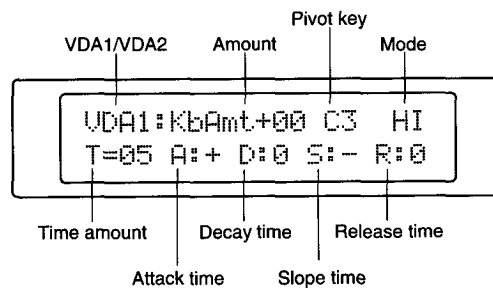 Pivot key
VDA1/VDA2 Amount Mode
VDA1:KbAmt+00 C3 HI
T=05 A:+ D:0 S:- R:0
Time amount Decay time Release time
Attack time Slope time